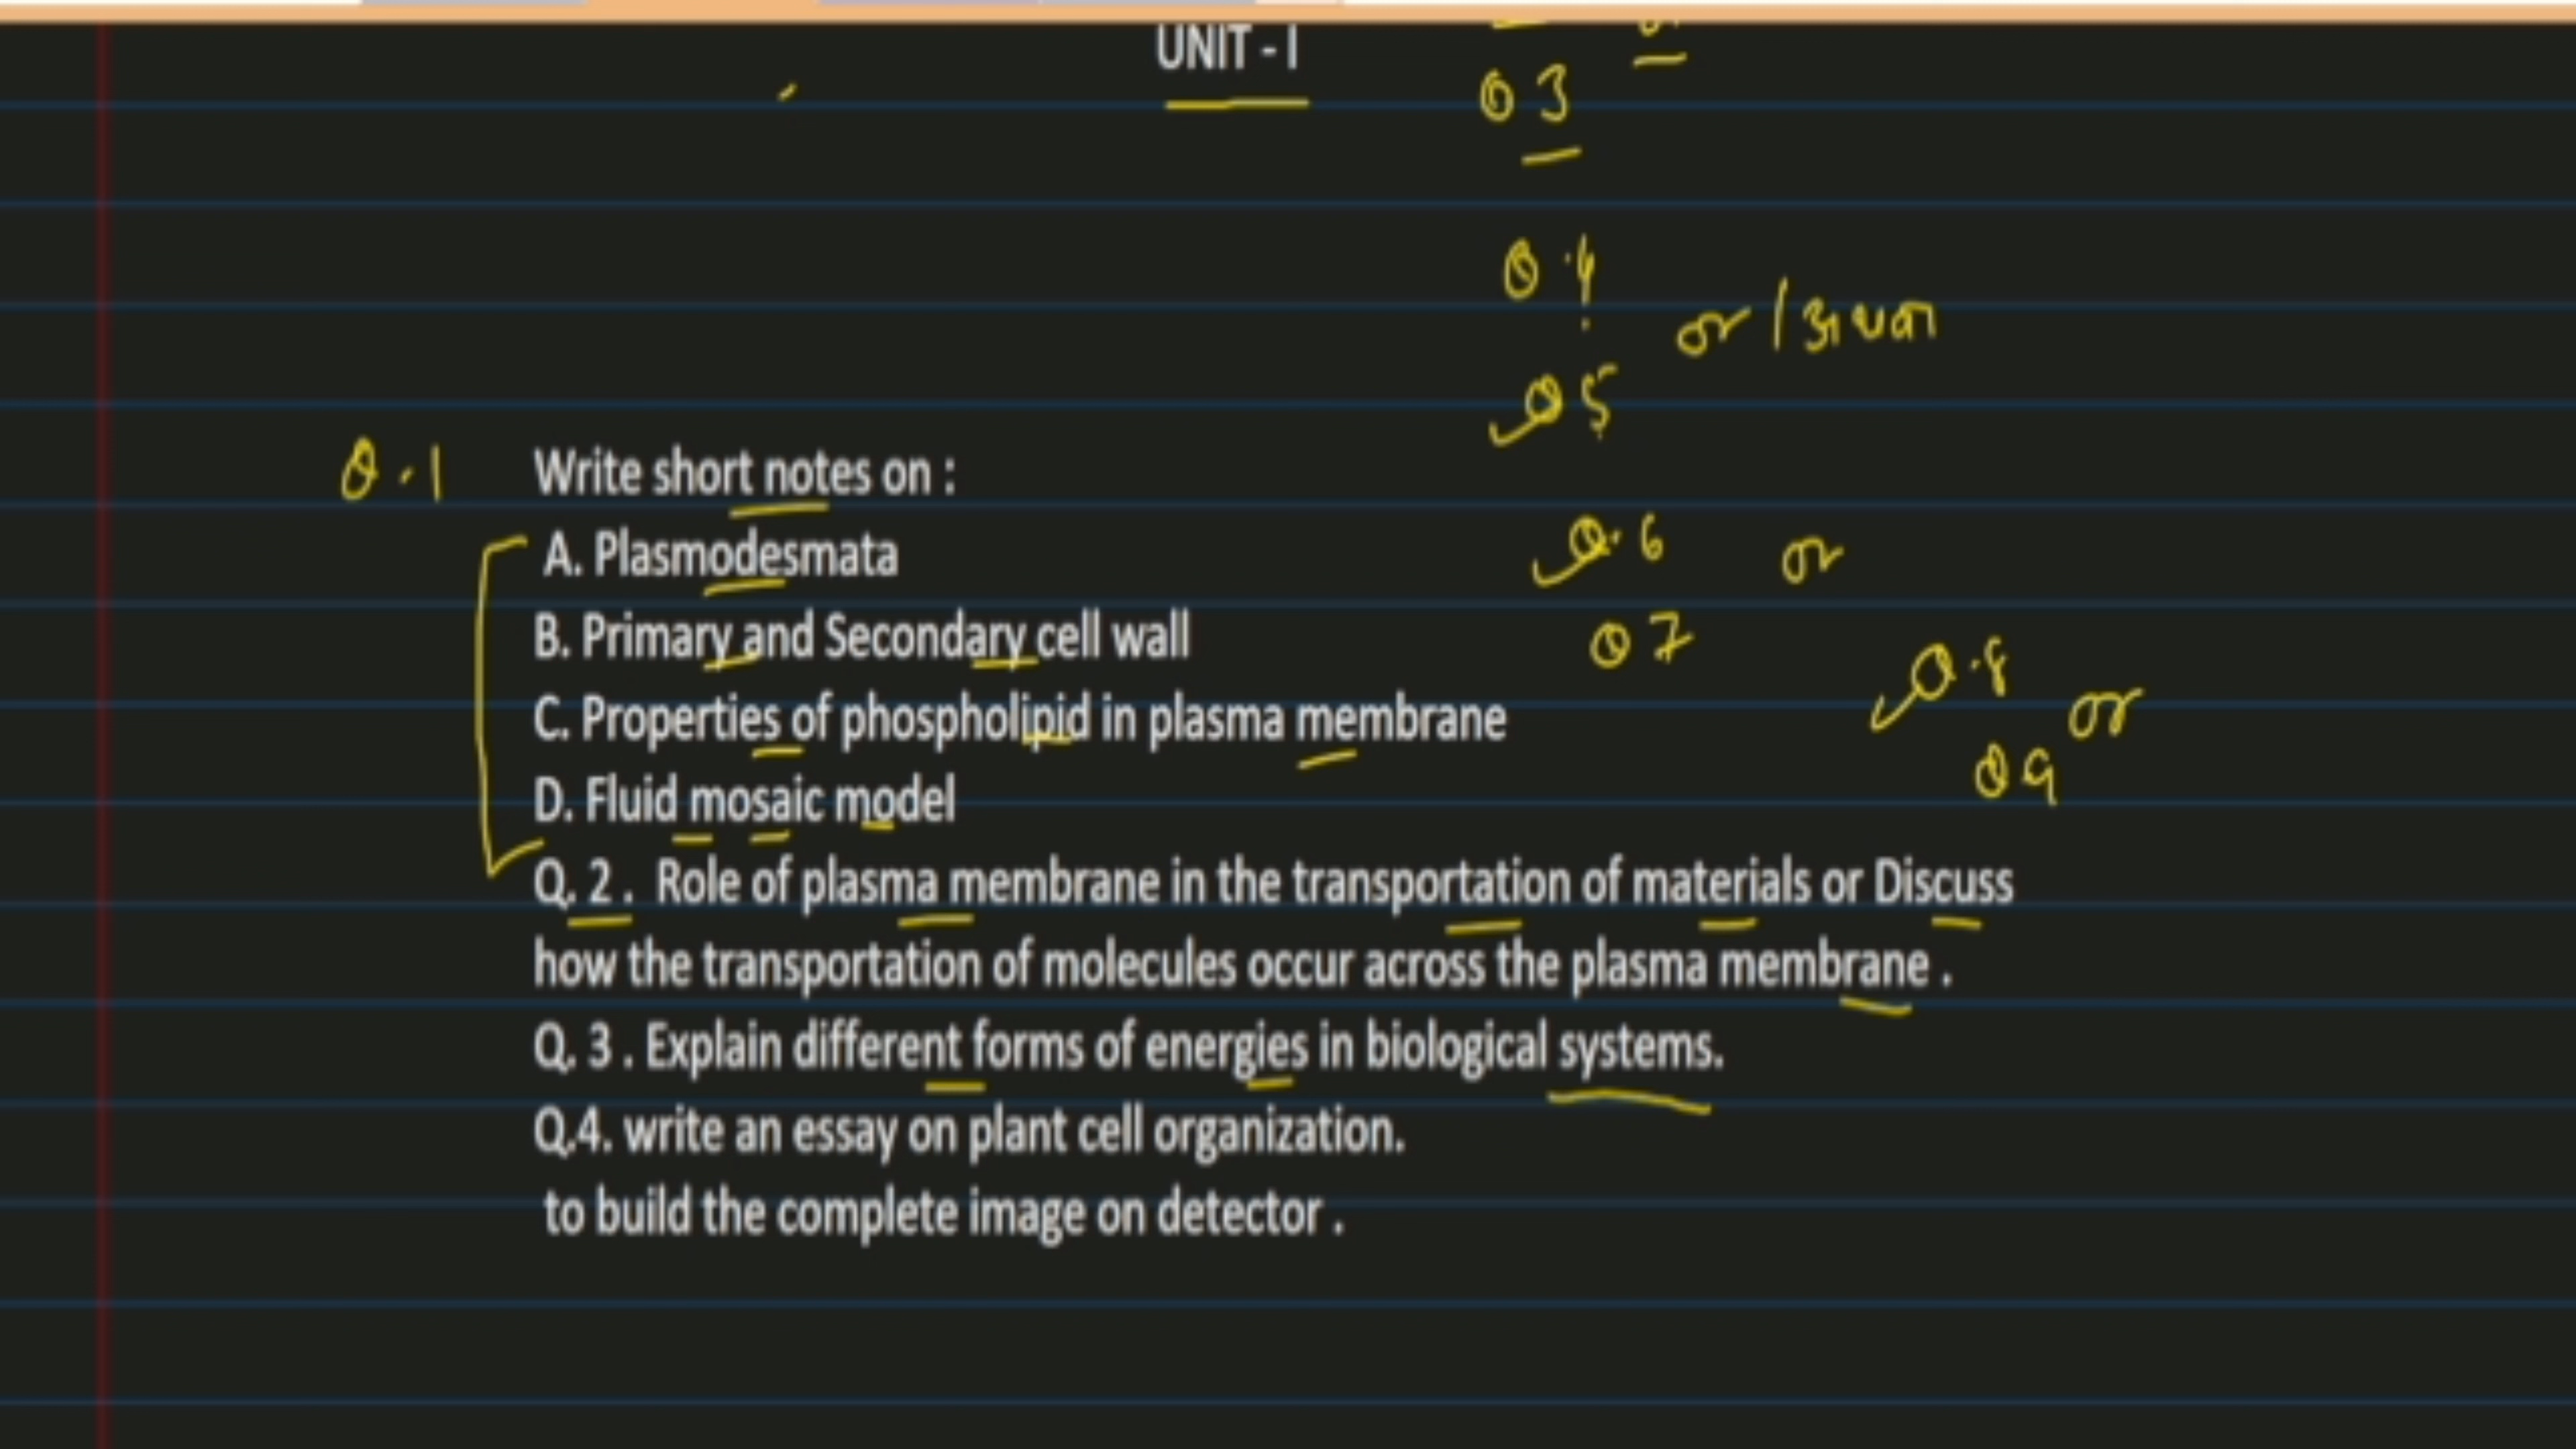 UNIT - I
Q 3
Q.4
or / अथवा
Q 5
Q.1 Write short notes on :
A. Plasmodesmata
Q.6 or
B. Primary and Secondary cell wall
Q 7
Q.8
C. Properties of phospholipid in plasma membrane
or
D. Fluid mosaic model
Q 9
Q. 2 . Role of plasma membrane in the transportation of materials or Discuss
how the transportation of molecules occur across the plasma membrane .
Q. 3 . Explain different forms of energies in biological systems.
Q.4. write an essay on plant cell organization.
to build the complete image on detector .